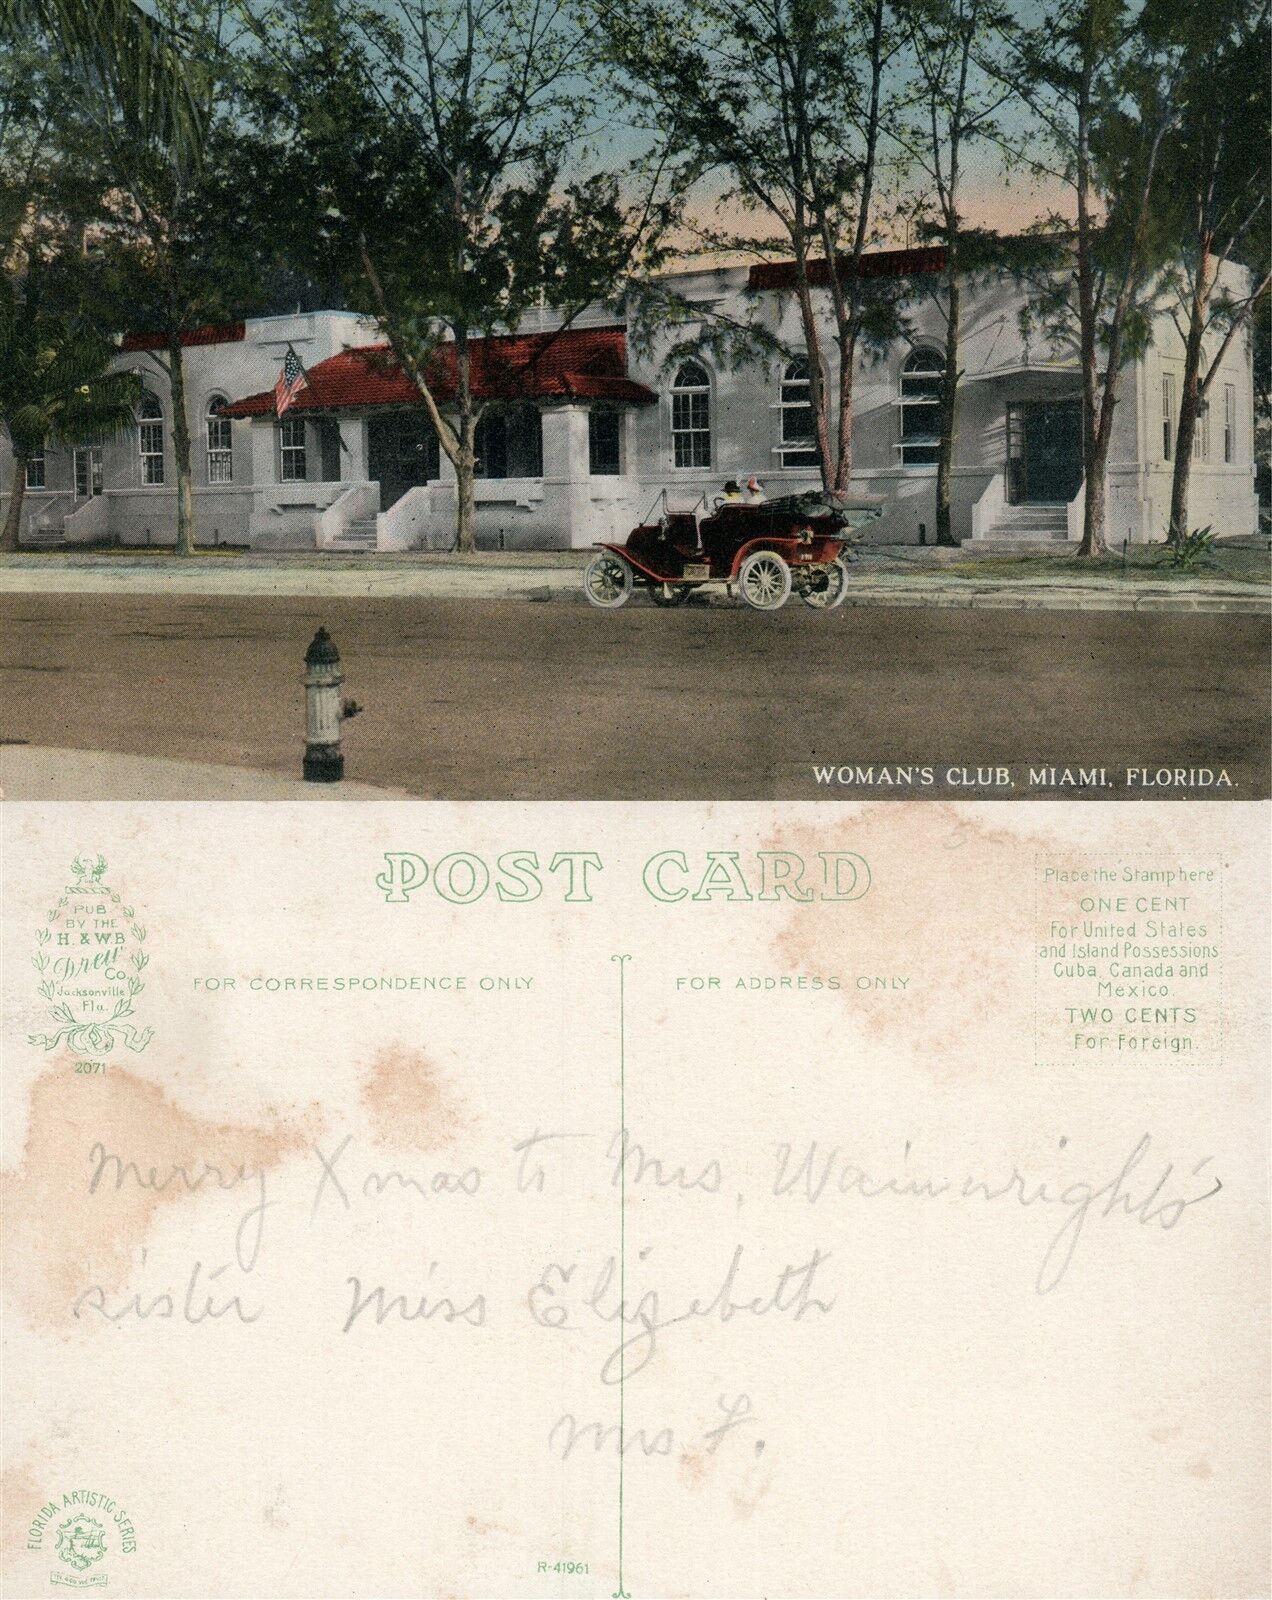 WOMAN'S CLUB, MIAMI, FLORIDA.
POST CARD
PUB
BY THE
H. & W.B
Drew
Co.
Jacksonville
Fla.
2071
FOR CORRESPONDENCE ONLY
FOR ADDRESS ONLY
Place the Stamp here
ONE CENT
For United States
and Island Possessions
Cuba, Canada and
Mexico.
TWO CENTS
For Foreign.
Merry Xmas to Mrs. Wainwright's
sister Miss Elizabeth
Mrs F.
FLORIDA ARTISTIC SERIES
R-41961